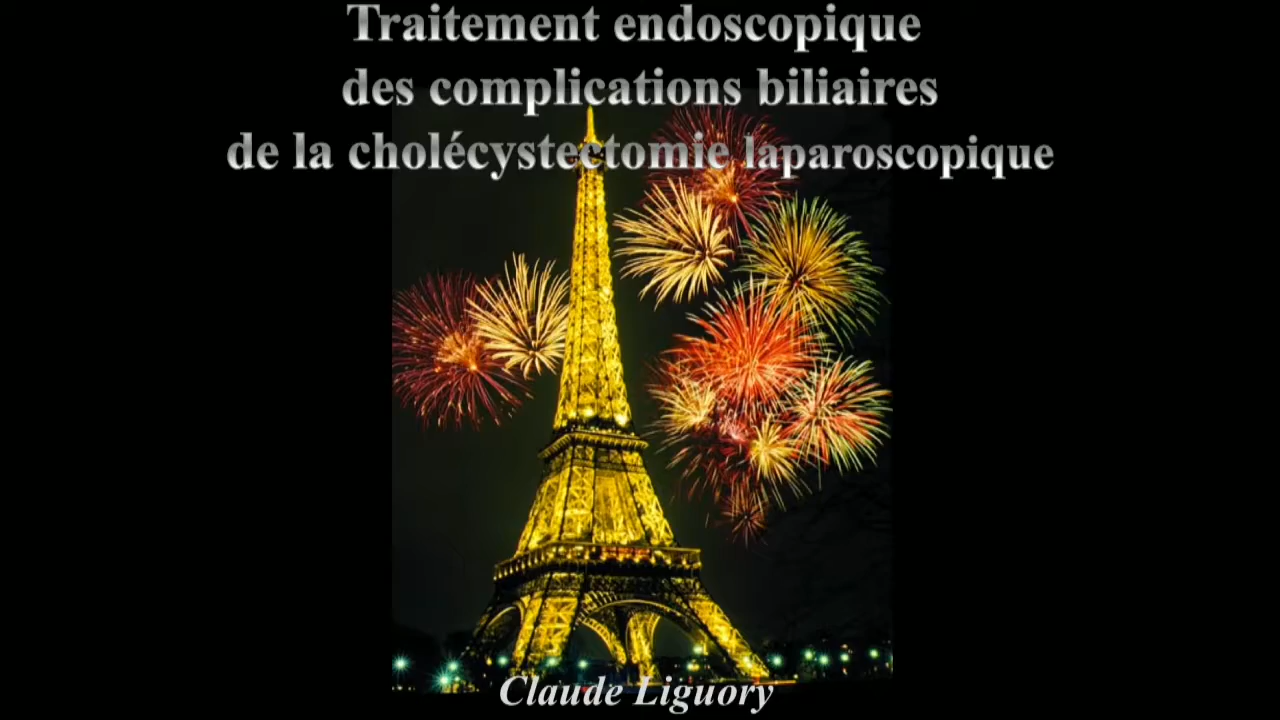 Traitement endoscopique
des complications biliaires
de la cholécystectomie laparoscopique
Claude Liguory